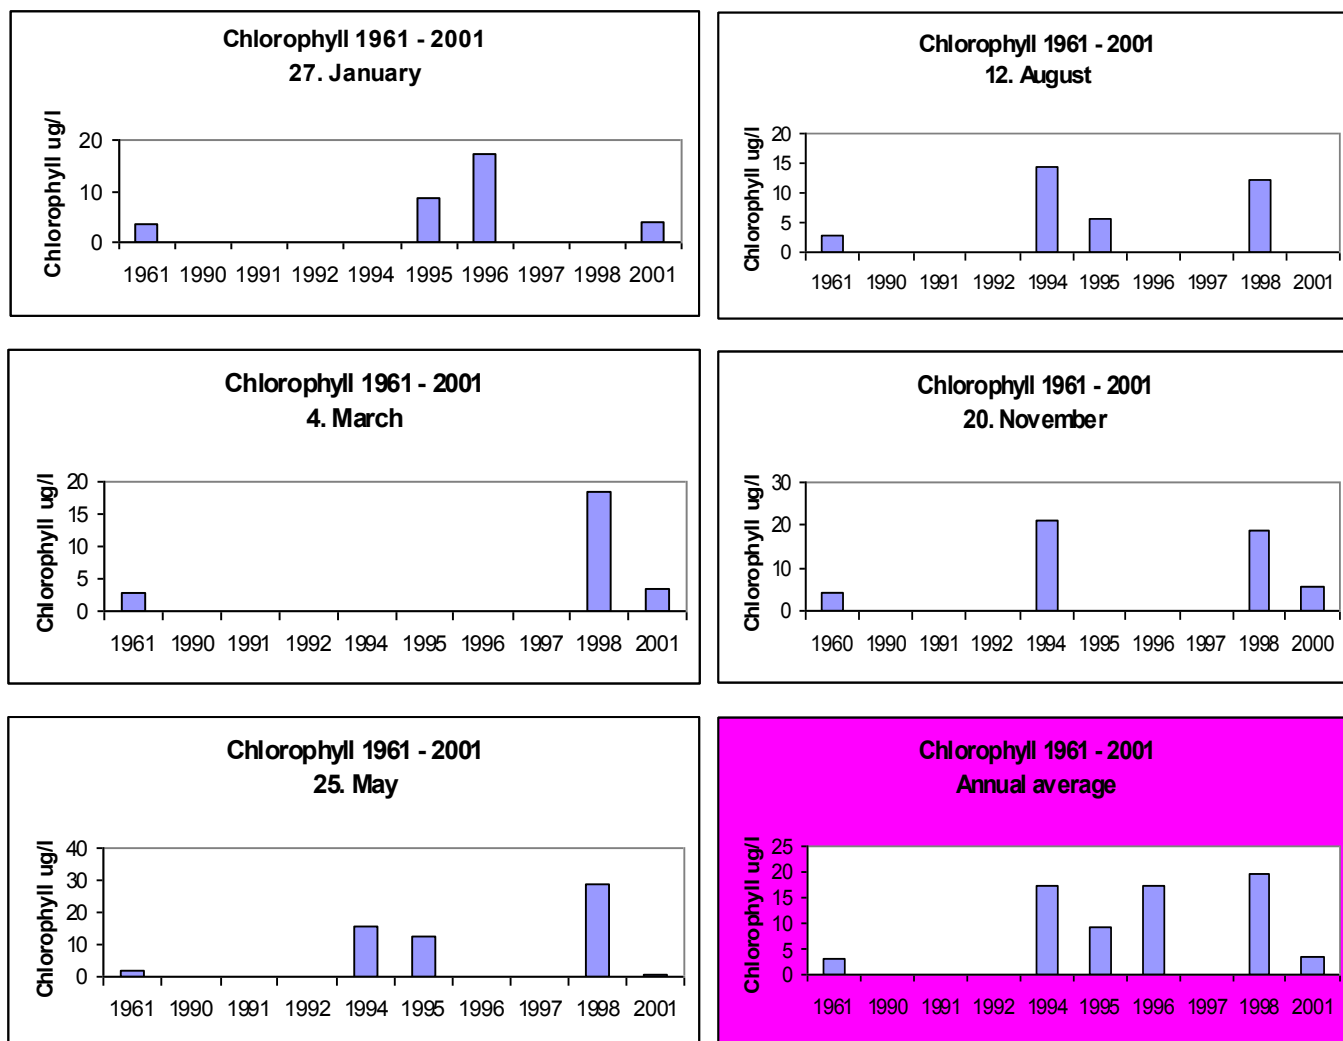 Chlorophyll 1961 - 2001
27. January
Chlorophyll ug/l
20
10
0
1961 1990 1991 1992 1994 1995 1996 1997 1998 2001
Chlorophyll 1961 - 2001
12. August
Chlorophyll ug/l
20
15
10
5
0
1961 1990 1991 1992 1994 1995 1996 1997 1998 2001
Chlorophyll 1961 - 2001
4. March
Chlorophyll ug/l
20
15
10
5
0
1961 1990 1991 1992 1994 1995 1996 1997 1998 2001
Chlorophyll 1961 - 2001
20. November
Chlorophyll ug/l
30
20
10
0
1960 1990 1991 1992 1994 1995 1996 1997 1998 2000
Chlorophyll 1961 - 2001
25. May
Chlorophyll ug/l
40
30
20
10
0
1961 1990 1991 1992 1994 1995 1996 1997 1998 2001
Chlorophyll 1961 - 2001
Annual average
Chlorophyll ug/l
25
20
15
10
5
0
1961 1990 1991 1992 1994 1995 1996 1997 1998 2001